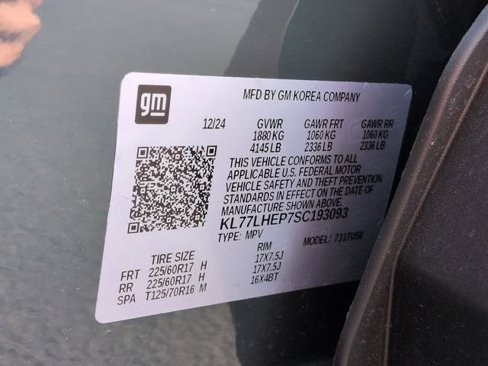 gm
MFD BY GM KOREA COMPANY
12/24 GVWR GAWR FRT GAWR RR
1880 KG 1060 KG 1060 KG
4145 LB 2336 LB 2336 LB
THIS VEHICLE CONFORMS TO ALL
APPLICABLE U.S. FEDERAL MOTOR
VEHICLE SAFETY AND THEFT PREVENTION
STANDARDS IN EFFECT ON THE DATE OF
MANUFACTURE SHOWN ABOVE.
KL77LHEP7SC193093
TYPE: MPV MODEL: 731TU58
TIRE SIZE RIM
FRT 225/60R17 H 17X7.5J
RR 225/60R17 H 17X7.5J
SPA T125/70R16 M 16X4BT